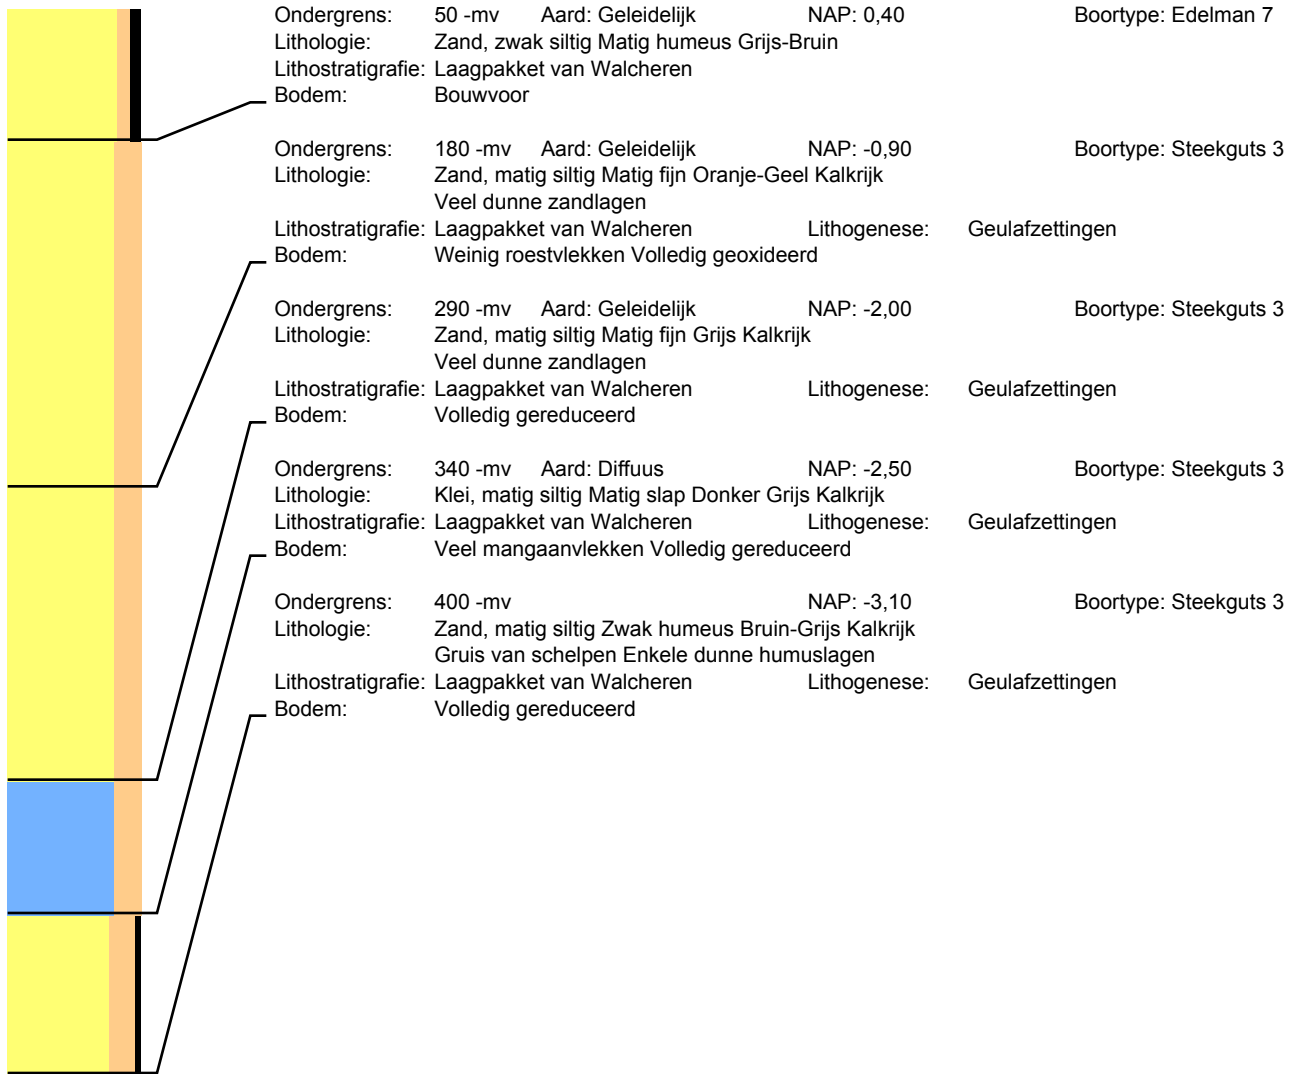 Ondergrens: 50 -mv Aard: Geleidelijk NAP: 0,40 Boortype: Edelman 7
Lithologie: Zand, zwak siltig Matig humeus Grijs-Bruin
Lithostratigrafie: Laagpakket van Walcheren
Bodem: Bouwvoor
Ondergrens: 180 -mv Aard: Geleidelijk NAP: -0,90 Boortype: Steekguts 3
Lithologie: Zand, matig siltig Matig fijn Oranje-Geel Kalkrijk
Veel dunne zandlagen
Lithostratigrafie: Laagpakket van Walcheren Lithogenese: Geulafzettingen
Bodem: Weinig roestvlekken Volledig geoxideerd
Ondergrens: 290 -mv Aard: Geleidelijk NAP: -2,00 Boortype: Steekguts 3
Lithologie: Zand, matig siltig Matig fijn Grijs Kalkrijk
Veel dunne zandlagen
Lithostratigrafie: Laagpakket van Walcheren Lithogenese: Geulafzettingen
Bodem: Volledig gereduceerd
Ondergrens: 340 -mv Aard: Diffuus NAP: -2,50 Boortype: Steekguts 3
Lithologie: Klei, matig siltig Matig slap Donker Grijs Kalkrijk
Lithostratigrafie: Laagpakket van Walcheren Lithogenese: Geulafzettingen
Bodem: Veel mangaanvlekken Volledig gereduceerd
Ondergrens: 400 -mv NAP: -3,10 Boortype: Steekguts 3
Lithologie: Zand, matig siltig Zwak humeus Bruin-Grijs Kalkrijk
Gruis van schelpen Enkele dunne humuslagen
Lithostratigrafie: Laagpakket van Walcheren Lithogenese: Geulafzettingen
Bodem: Volledig gereduceerd